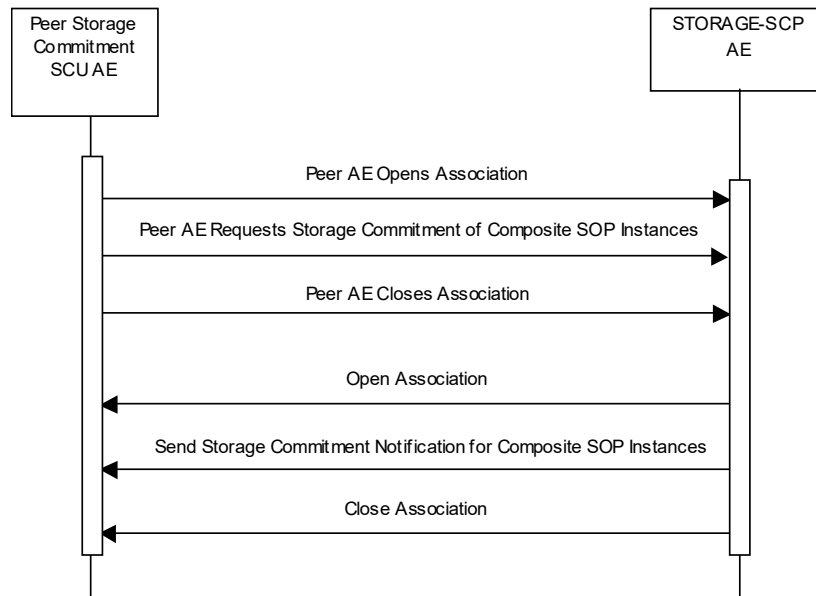 Peer Storage
Commitment
SCU AE
STORAGE-SCP
AE
Peer AE Opens Association
Peer AE Requests Storage Commitment of Composite SOP Instances
Peer AE Closes Association
Open Association
Send Storage Commitment Notification for Composite SOP Instances
Close Association